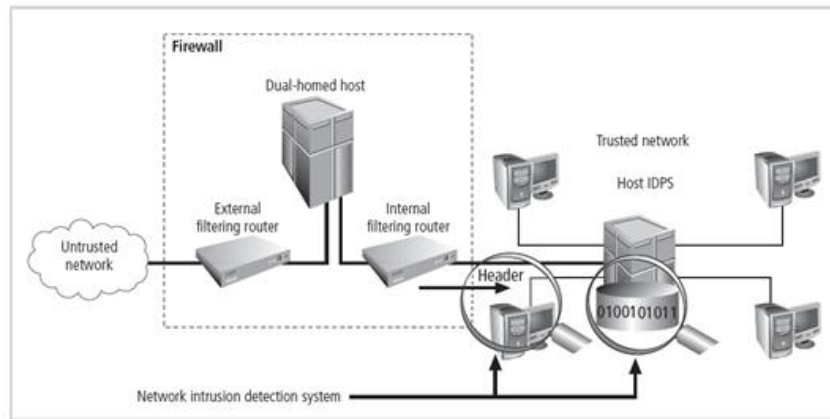 Firewall
Dual-homed host
Trusted network
Host IDPS
External
filtering router
Internal
filtering router
Untrusted
network
Header
0100101011
Network intrusion detection system